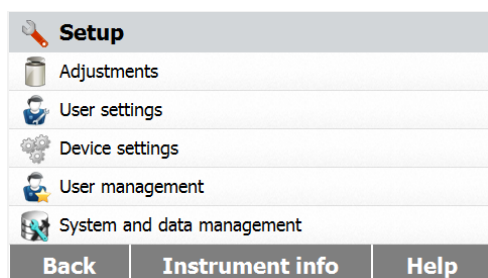 Setup
Adjustments
User settings
Device settings
User management
System and data management
Back Instrument info Help